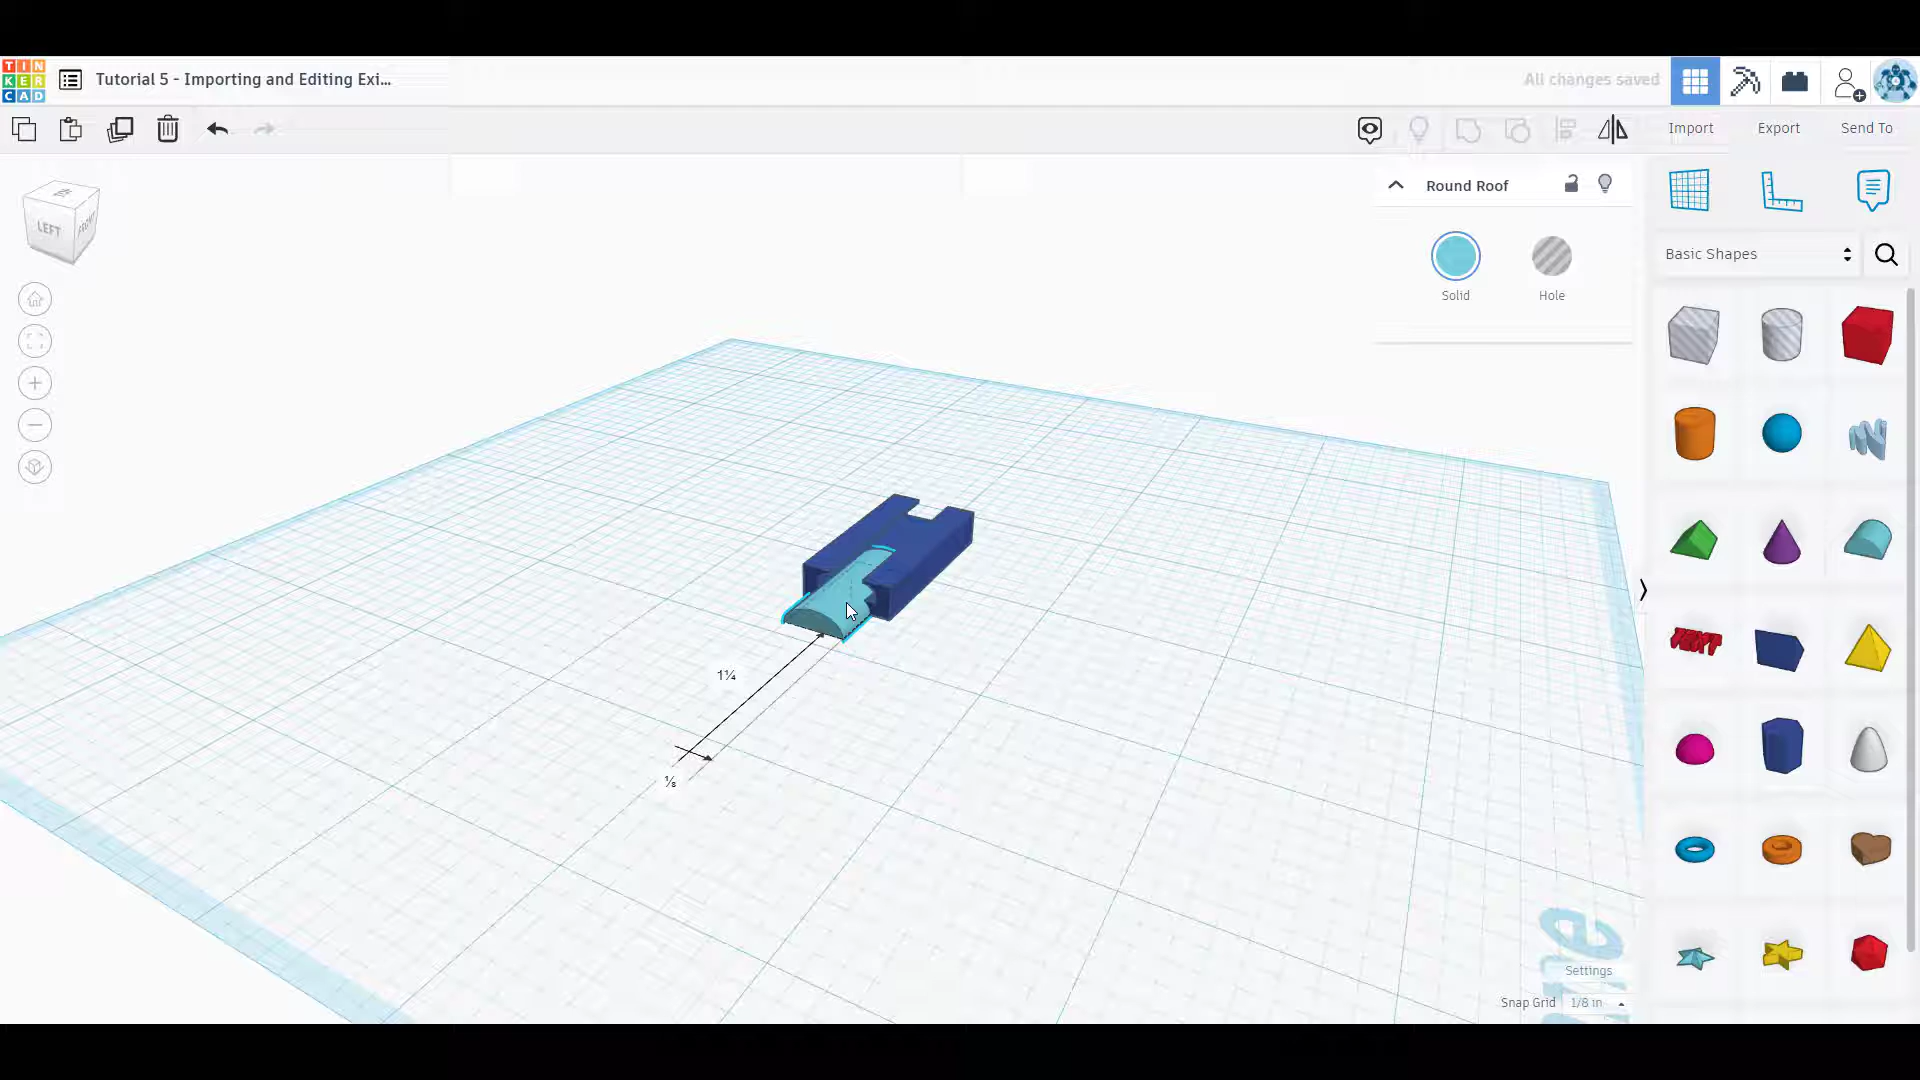 TIN
KER
CAD
Tutorial 5 - Importing and Editing Exi...
All changes saved
Import
Export
Send To
LEFT
FRONT
Round Roof
Solid
Hole
Basic Shapes
TEXT
1¼
⅛
Settings
Snap Grid 1/8 in